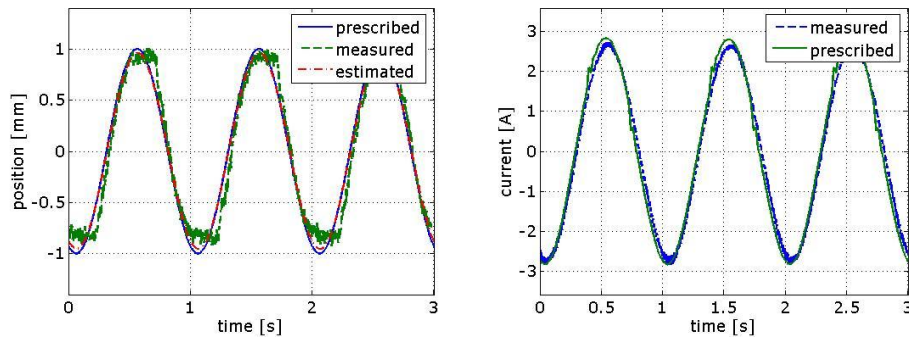 prescribed
measured
estimated
position [mm]
1
0.5
0
-0.5
-1
0
1
2
3
time [s]
measured
prescribed
current [A]
3
2
1
0
-1
-2
-3
0
0.5
1
1.5
2
2.5
3
time [s]